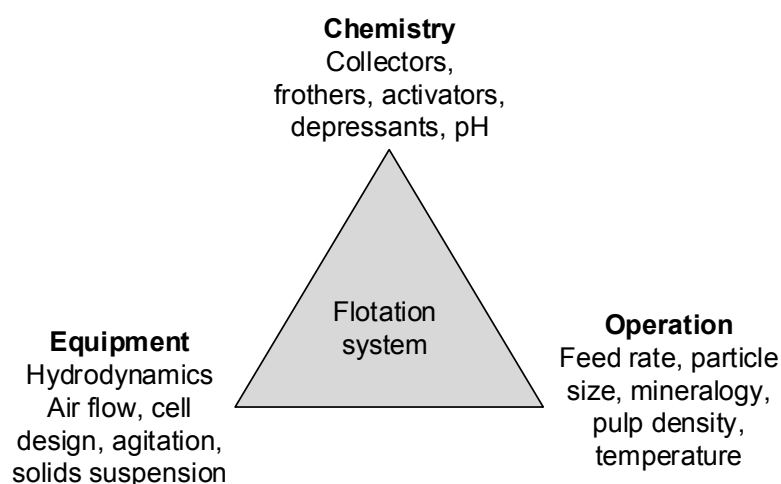 Chemistry
Collectors,
frothers, activators,
depressants, pH
Flotation
system
Equipment
Hydrodynamics
Air flow, cell
design, agitation,
solids suspension
Operation
Feed rate, particle
size, mineralogy,
pulp density,
temperature